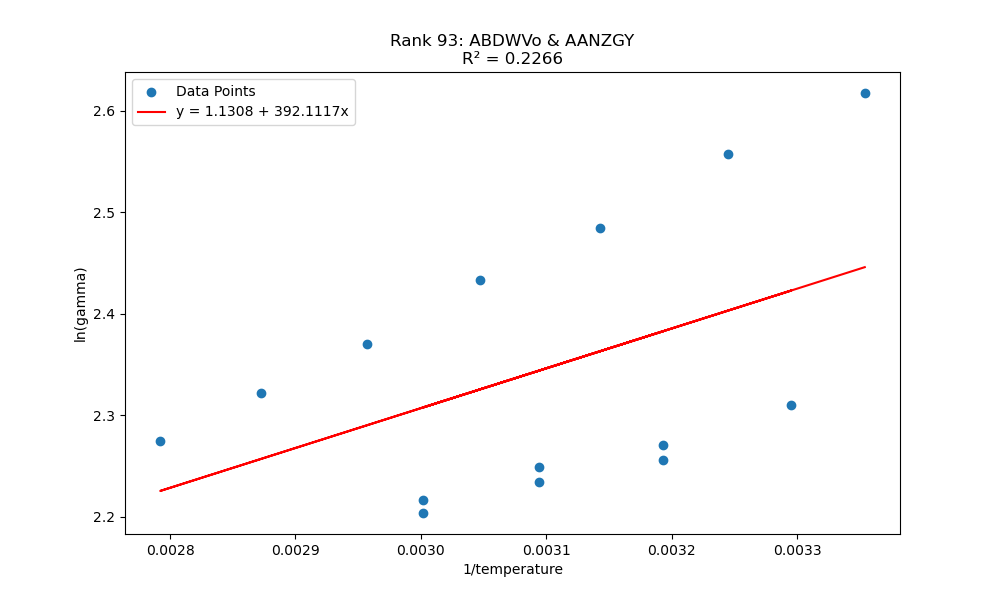 Rank 93: ABDWVo & AANZGY
R² = 0.2266
Data Points
y = 1.1308 + 392.1117x
2.6
2.5
2.4
2.3
2.2
ln(gamma)
0.0028 0.0029 0.0030 0.0031 0.0032 0.0033
1/temperature